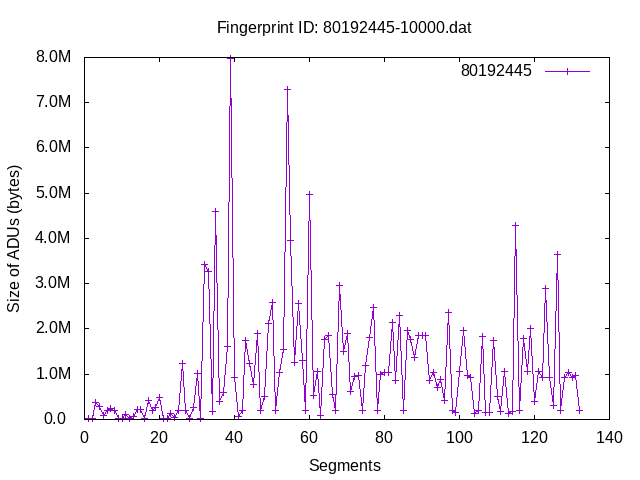 Fingerprint ID: 80192445-10000.dat
80192445
Size of ADUs (bytes)
8.0M
7.0M
6.0M
5.0M
4.0M
3.0M
2.0M
1.0M
0.0
0 20 40 60 80 100 120 140
Segments